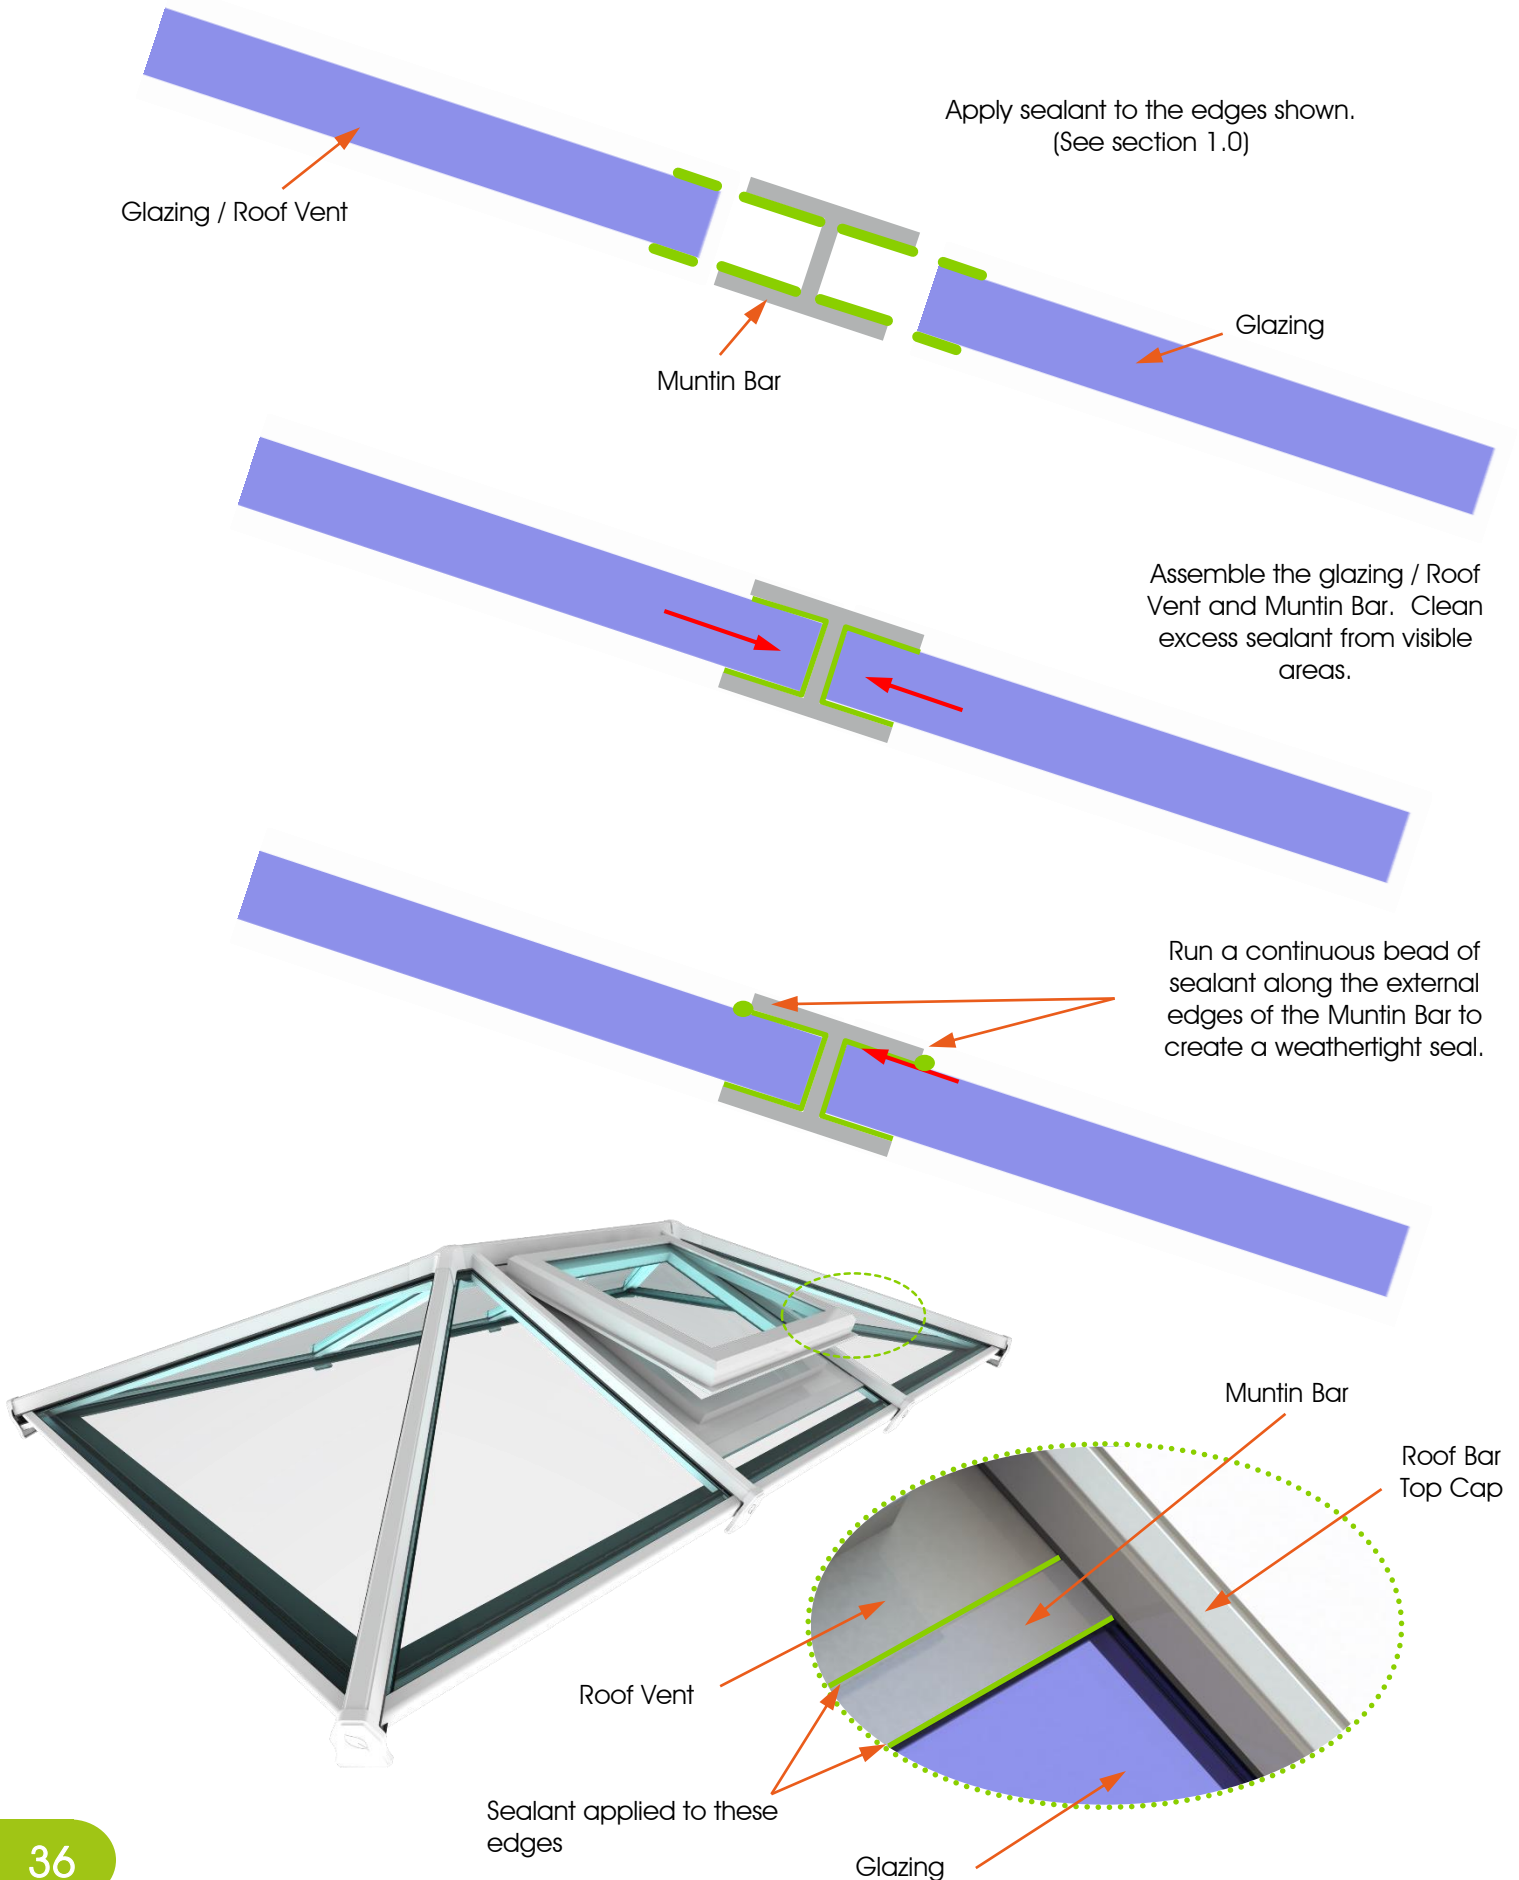 Apply sealant to the edges shown.
(See section 1.0)
Glazing / Roof Vent
Glazing
Muntin Bar
Assemble the glazing / Roof
Vent and Muntin Bar.  Clean
excess sealant from visible
areas.
Run a continuous bead of
sealant along the external
edges of the Muntin Bar to
create a weathertight seal.
Muntin Bar
Roof Bar
Top Cap
Roof Vent
Sealant applied to these
edges
Glazing
36